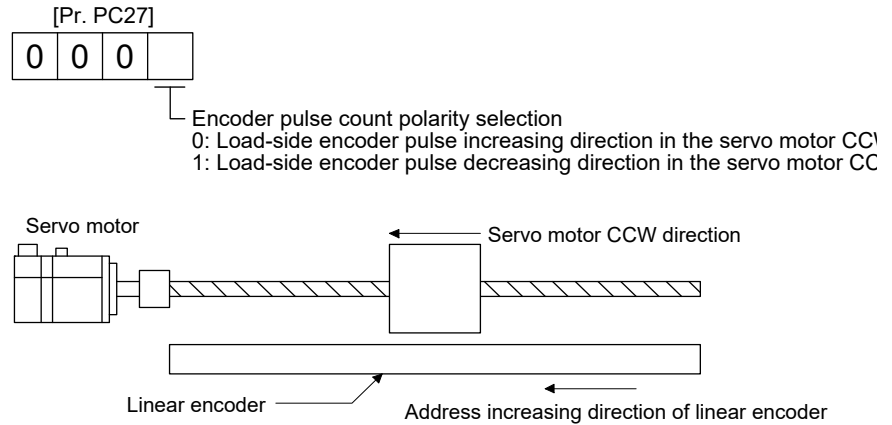 [Pr. PC27]
0 0 0
Encoder pulse count polarity selection
0: Load-side encoder pulse increasing direction in the servo motor
1: Load-side encoder pulse decreasing direction in the servo motor
Servo motor
Servo motor CCW direction
Linear encoder
Address increasing direction of linear encoder